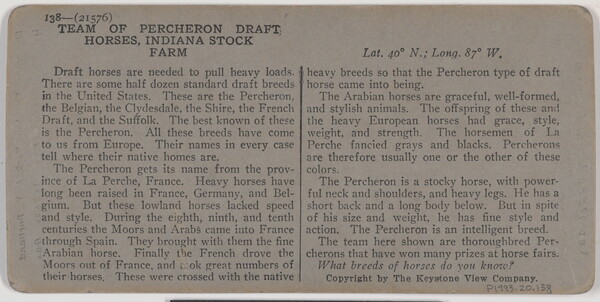 138—(21576)
TEAM OF PERCHERON DRAFT
HORSES, INDIANA STOCK
FARM
Lat. 40° N.; Long. 87° W.
Draft horses are needed to pull heavy loads.
There are some half dozen standard draft breeds
in the United States. These are the Percheron,
the Belgian, the Clydesdale, the Shire, the French
Draft, and the Suffolk. The best known of these
is the Percheron. All these breeds have come
to us from Europe. Their names in every case
tell where their native homes are.
The Percheron gets its name from the prov-
ince of La Perche, France. Heavy horses have
long been raised in France, Germany, and Bel-
gium. But these lowland horses lacked speed
and style. During the eighth, ninth, and tenth
centuries the Moors and Arabs came into France
through Spain. They brought with them the fine
Arabian horse. Finally the French drove the
Moors out of France, and took great numbers of
their horses. These were crossed with the native
heavy breeds so that the Percheron type of draft
horse came into being.
The Arabian horses are graceful, well-formed,
and stylish animals. The offspring of these and
the heavy European horses had grace, style,
weight, and strength. The horsemen of La
Perche fancied grays and blacks. Percherons
are therefore usually one or the other of these
colors.
The Percheron is a stocky horse, with power-
ful neck and shoulders, and heavy legs. He has a
short back and a long body below. But in spite
of his size and weight, he has fine style and
action. The Percheron is an intelligent breed.
The team here shown are thoroughbred Per-
cherons that have won many prizes at horse fairs.
What breeds of horses do you know?
Copyright by The Keystone View Company.
P1993.20.158